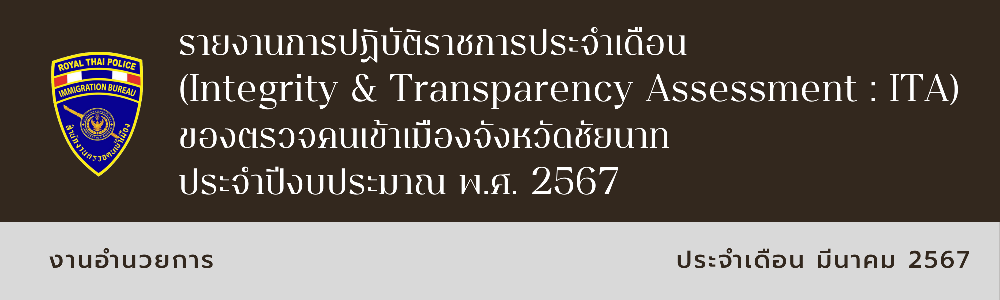 รายงานการปฏิบัติราชการประจำเดือน
(Integrity & Transparency Assessment : ITA)
ของตรวจคนเข้าเมืองจังหวัดชัยนาท
ประจำปีงบประมาณ พ.ศ. 2567
ROYAL THAI POLICE
IMMIGRATION BUREAU
สำนักงานตรวจคนเข้าเมือง
งานอำนวยการ
ประจำเดือน มีนาคม 2567